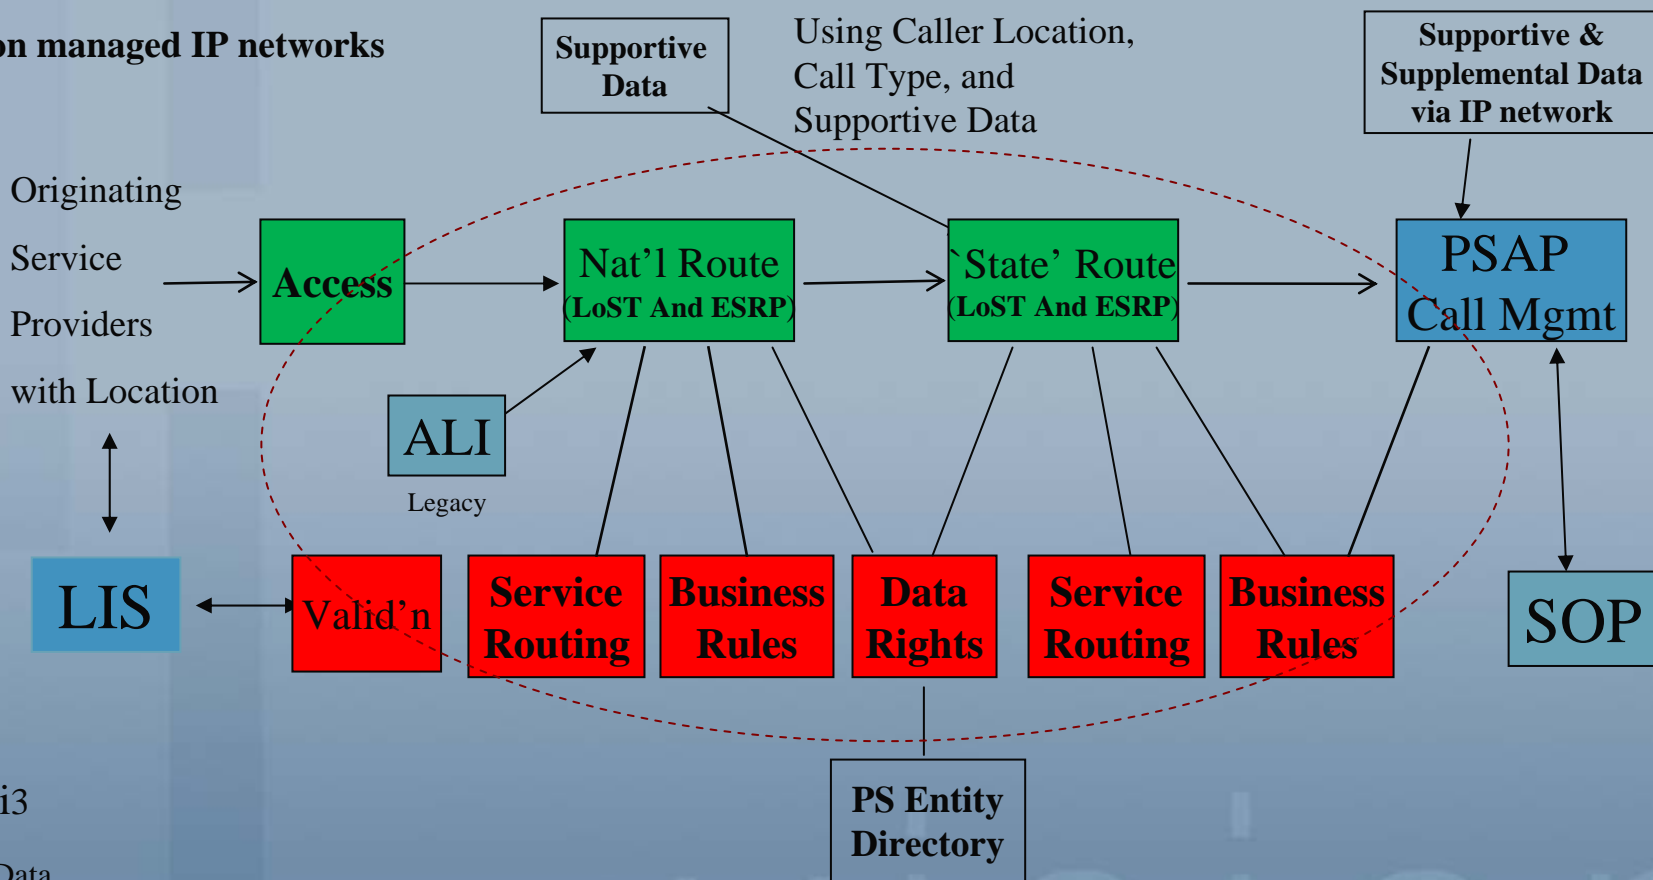 on managed IP networks
Supportive
Data
Using Caller Location,
Call Type, and
Supportive Data
Supportive &
Supplemental Data
via IP network
Originating
Service
Providers
with Location
Access
Nat’l Route
(LoST And ESRP)
`State’ Route
(LoST And ESRP)
PSAP
Call Mgmt
ALI
Legacy
LIS
Valid’n
Service
Routing
Business
Rules
Data
Rights
Service
Routing
Business
Rules
SOP
PS Entity
Directory
i3
Data